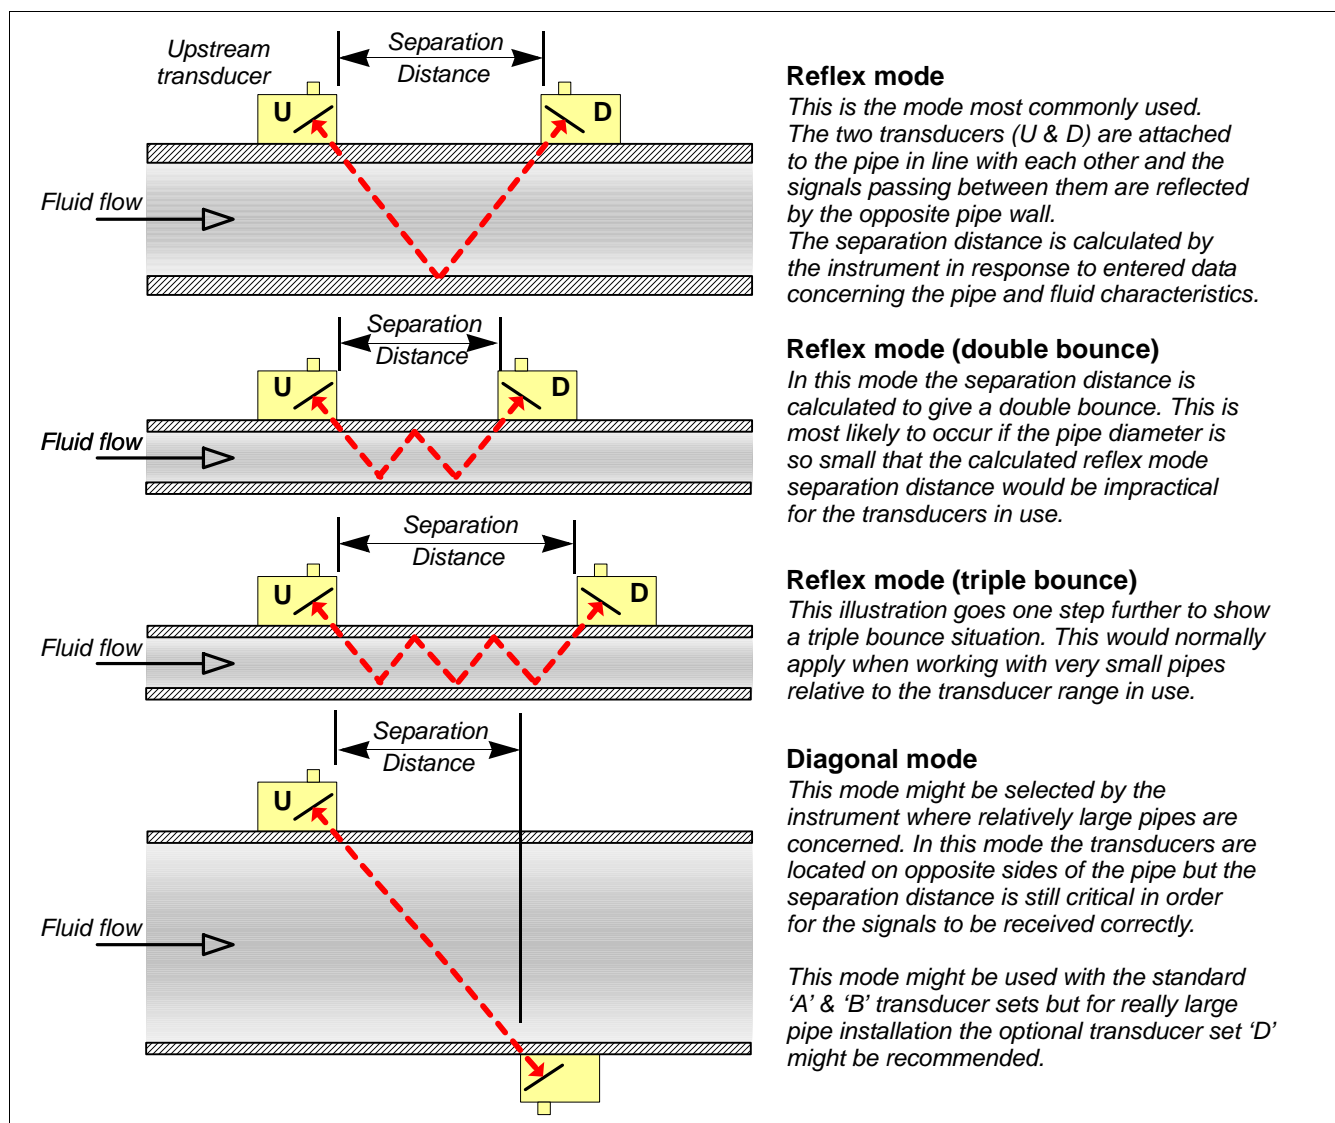 Upstream
transducer
Separation
Distance
U
D
Fluid flow
Reflex mode
This is the mode most commonly used.
The two transducers (U & D) are attached
to the pipe in line with each other and the
signals passing between them are reflected
by the opposite pipe wall.
The separation distance is calculated by
the instrument in response to entered data
concerning the pipe and fluid characteristics.
Separation
Distance
U
D
Fluid flow
Reflex mode (double bounce)
In this mode the separation distance is
calculated to give a double bounce. This is
most likely to occur if the pipe diameter is
so small that the calculated reflex mode
separation distance would be impractical
for the transducers in use.
Separation
Distance
U
D
Fluid flow
Reflex mode (triple bounce)
This illustration goes one step further to show
a triple bounce situation. This would normally
apply when working with very small pipes
relative to the transducer range in use.
Separation
Distance
U
Fluid flow
Diagonal mode
This mode might be selected by the
instrument where relatively large pipes are
concerned. In this mode the transducers are
located on opposite sides of the pipe but the
separation distance is still critical in order
for the signals to be received correctly.
This mode might be used with the standard
‘A’ & ‘B’ transducer sets but for really large
pipe installation the optional transducer set ‘D’
might be recommended.